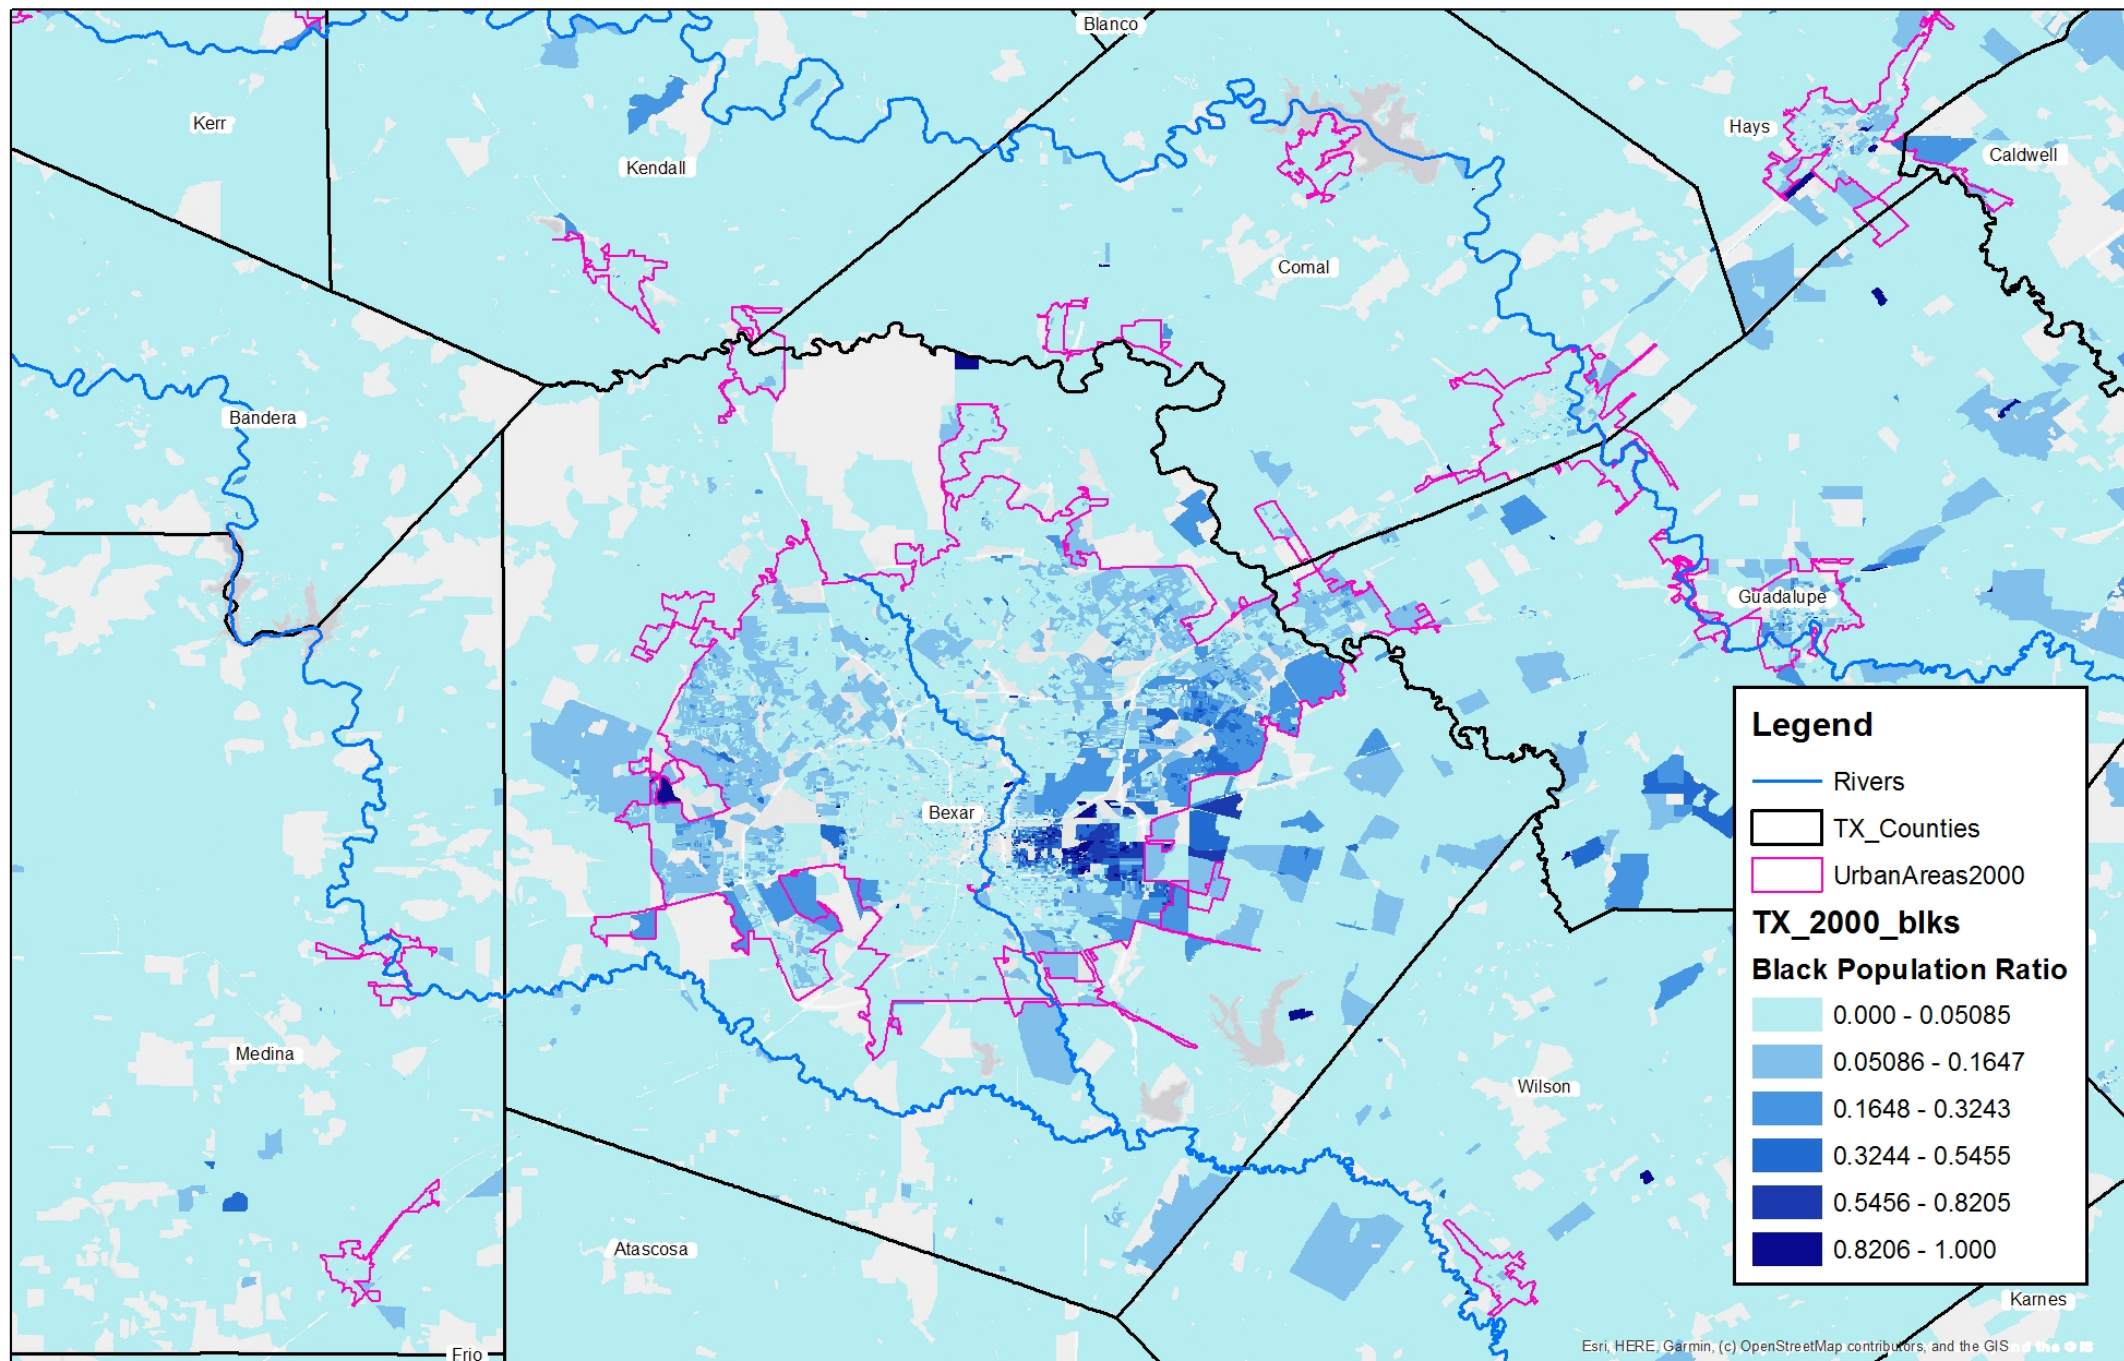 Blanco
Kerr
Hays
Kendall
Caldwell
Comal
Bandera
Guadalupe
Bexar
Medina
Wilson
Atascosa
Karnes
Frio
Legend
Rivers
TX_Counties
UrbanAreas2000
TX_2000_blks
Black Population Ratio
0.000 - 0.05085
0.05086 - 0.1647
0.1648 - 0.3243
0.3244 - 0.5455
0.5456 - 0.8205
0.8206 - 1.000
Esri, HERE, Garmin, (c) OpenStreetMap contributors, and the GIS